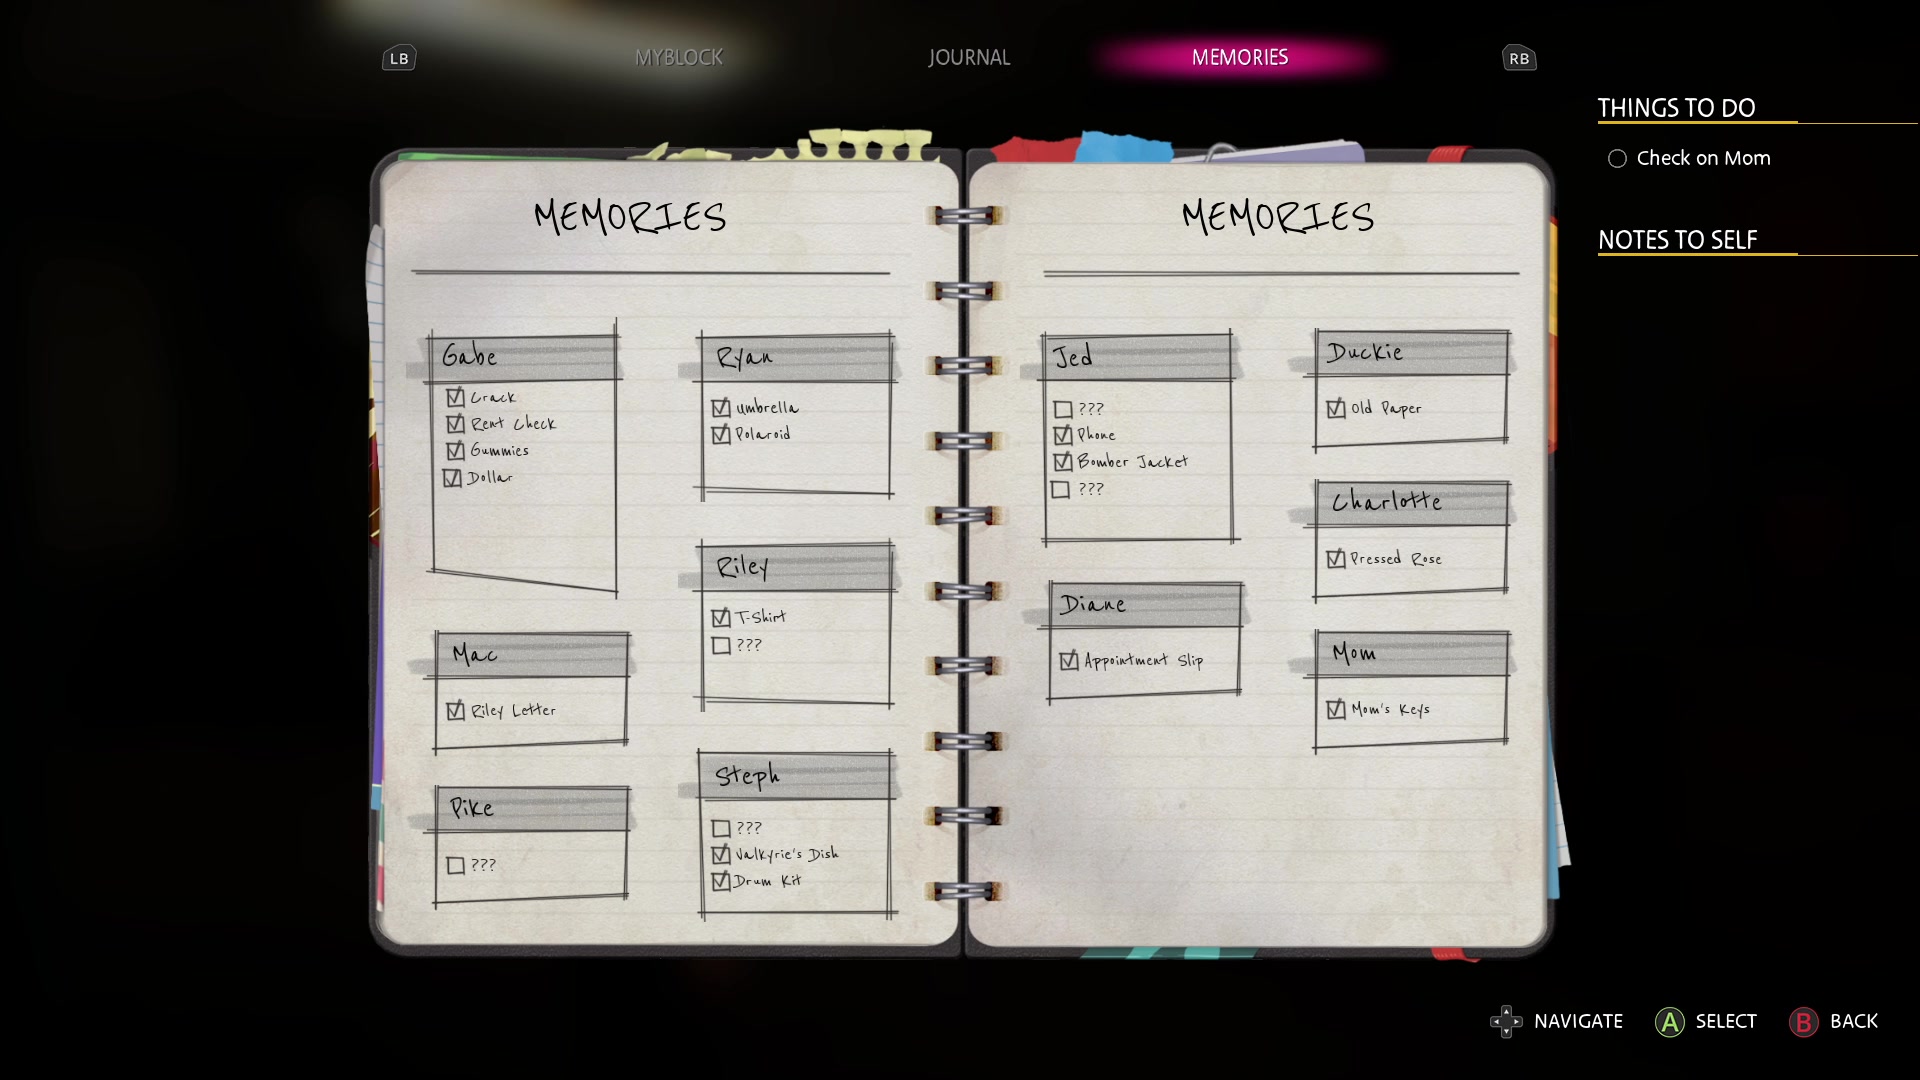 LB
MYBLOCK
JOURNAL
MEMORIES
RB
THINGS TO DO
Check on Mom
NOTES TO SELF
MEMORIES
Gabe
Crack
Rent Check
Gummies
Dollar
Mac
Riley Letter
Pike
???
Ryan
Umbrella
Polaroid
Riley
T-Shirt
???
Steph
???
Valkyrie's Dish
Drum Kit
MEMORIES
Jed
???
Phone
Bomber Jacket
???
Diane
Appointment Slip
Duckie
Old Paper
Charlotte
Pressed Rose
Mom
Mom's Keys
NAVIGATE
A SELECT
B BACK